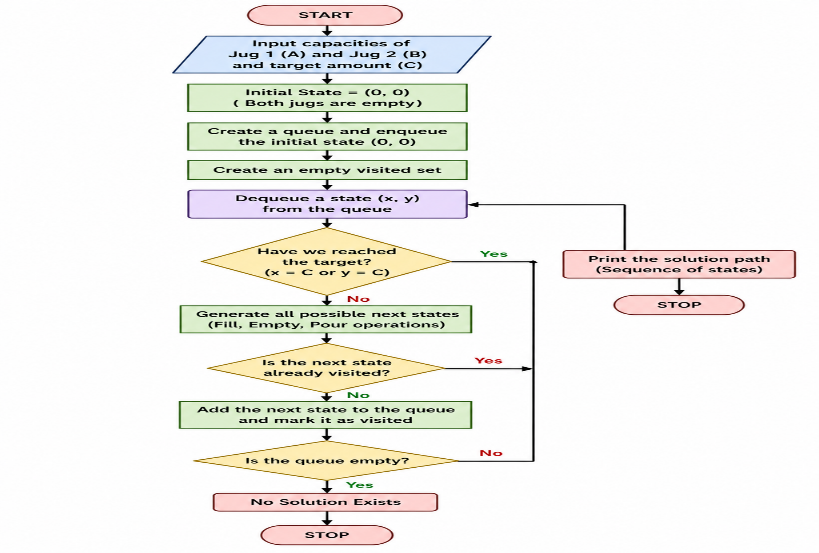 START
Input capacities of
Jug 1 (A) and Jug 2 (B)
and target amount (C)
Initial State = (0, 0)
( Both jugs are empty)
Create a queue and enqueue
the initial state (0, 0)
Create an empty visited set
Dequeue a state (x, y)
from the queue
Have we reached
the target?
(x = C or y = C)
Yes
Print the solution path
(Sequence of states)
STOP
No
Generate all possible next states
(Fill, Empty, Pour operations)
Is the next state
already visited?
Yes
No
Add the next state to the queue
and mark it as visited
Is the queue empty?
No
Yes
No Solution Exists
STOP